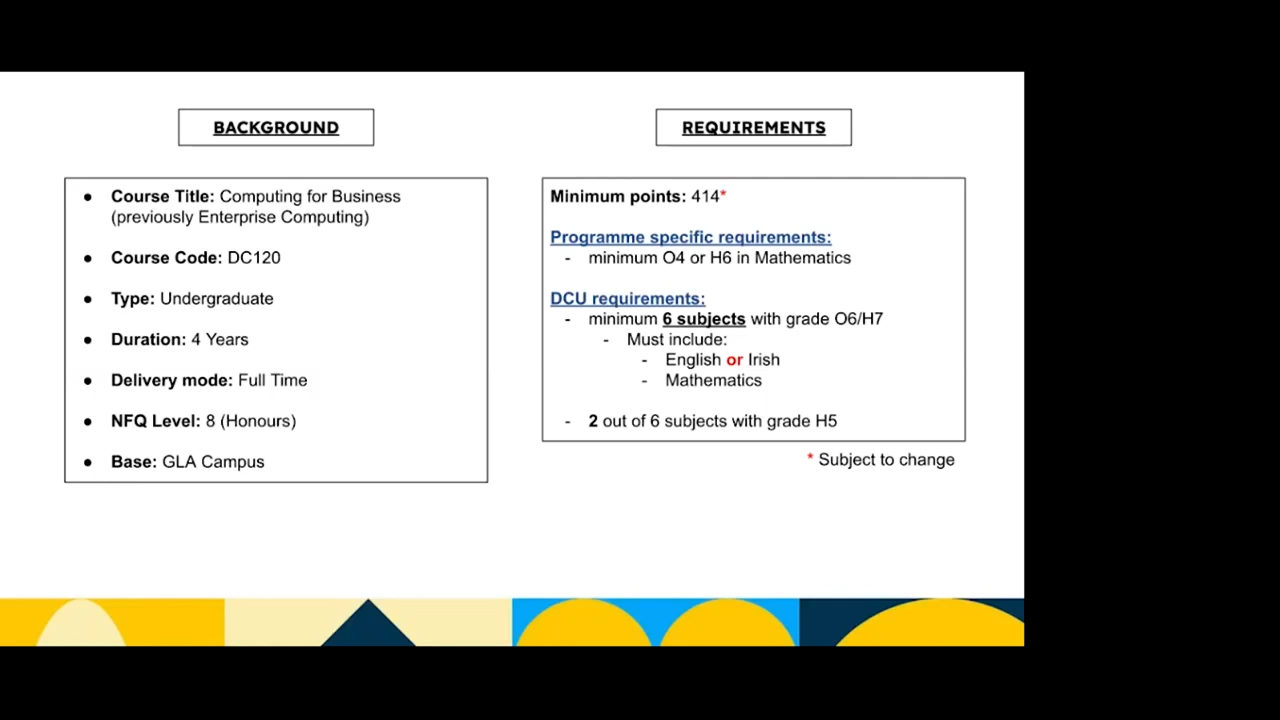 BACKGROUND
● Course Title: Computing for Business
(previously Enterprise Computing)
● Course Code: DC120
● Type: Undergraduate
● Duration: 4 Years
● Delivery mode: Full Time
● NFQ Level: 8 (Honours)
● Base: GLA Campus
REQUIREMENTS
Minimum points: 414*
Programme specific requirements:
- minimum O4 or H6 in Mathematics
DCU requirements:
- minimum 6 subjects with grade O6/H7
- Must include:
- English or Irish
- Mathematics
- 2 out of 6 subjects with grade H5
* Subject to change